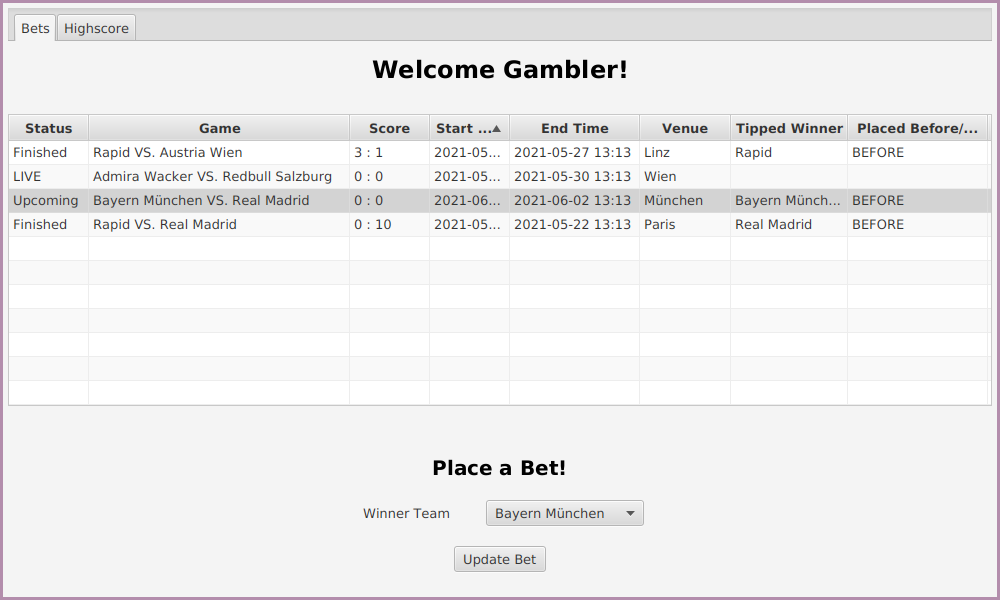 Bets Highscore
Welcome Gambler!
Status Game Score Start ... End Time Venue Tipped Winner Placed Before/...
Finished Rapid VS. Austria Wien 3 : 1 2021-05... 2021-05-27 13:13 Linz Rapid BEFORE
LIVE Admira Wacker VS. Redbull Salzburg 0 : 0 2021-05... 2021-05-30 13:13 Wien
Upcoming Bayern München VS. Real Madrid 0 : 0 2021-06... 2021-06-02 13:13 München Bayern Münch... BEFORE
Finished Rapid VS. Real Madrid 0 : 10 2021-05... 2021-05-22 13:13 Paris Real Madrid BEFORE
Place a Bet!
Winner Team Bayern München
Update Bet